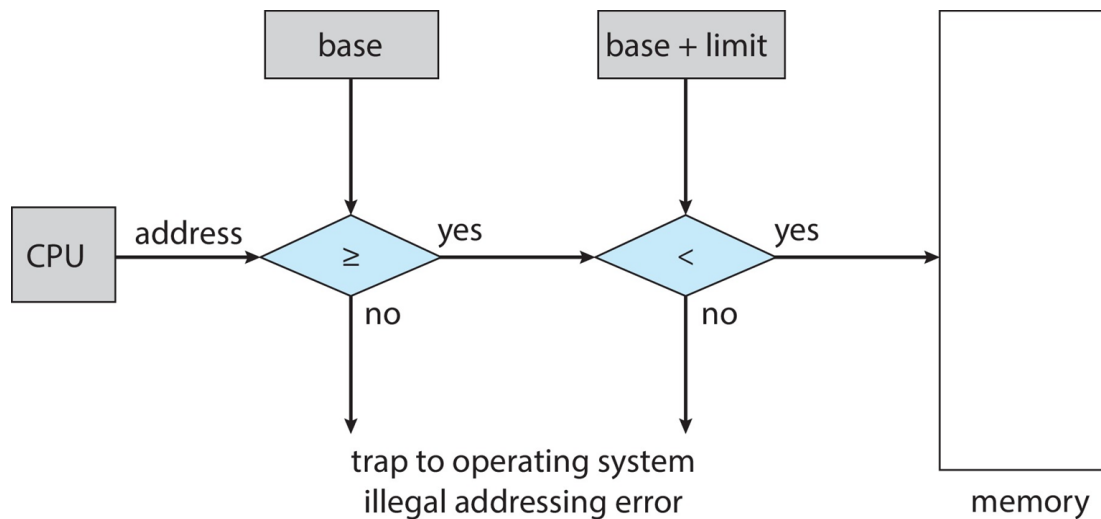 base
base + limit
CPU
address
≥
yes
<
yes
no
no
trap to operating system
illegal addressing error
memory